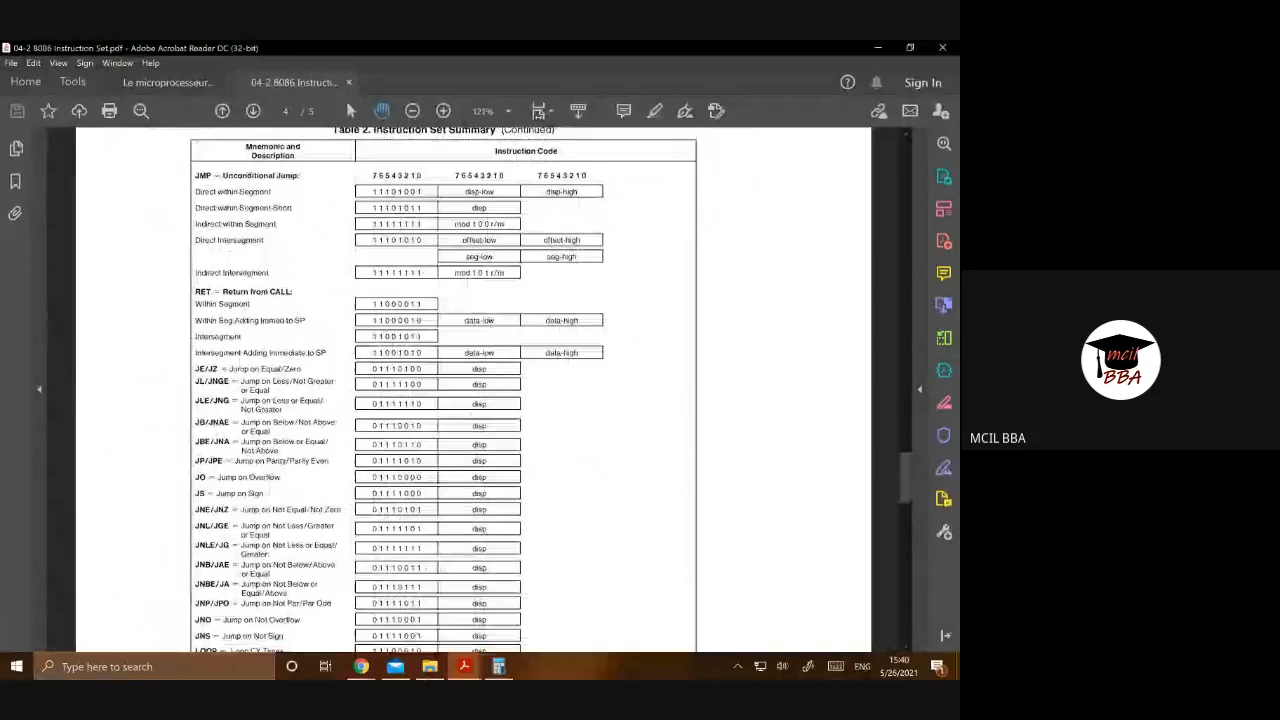 04-2 8086 Instruction Set.pdf - Adobe Acrobat Reader DC (32-bit)
File Edit View Sign Window Help
Home Tools Le microprocesseur... 04-2 8086 Instructi... × Sign In
4 / 5 121%
Table 2. Instruction Set Summary (Continued)
Mnemonic and Description Instruction Code
JMP = Unconditional Jump: 7 6 5 4 3 2 1 0 7 6 5 4 3 2 1 0 7 6 5 4 3 2 1 0
Direct within Segment 1 1 1 0 1 0 0 1 disp-low disp-high
Direct within Segment-Short 1 1 1 0 1 0 1 1 disp
Indirect within Segment 1 1 1 1 1 1 1 1 mod 1 0 0 r/m
Direct Intersegment 1 1 1 0 1 0 1 0 offset-low offset-high
seg-low seg-high
Indirect Intersegment 1 1 1 1 1 1 1 1 mod 1 0 1 r/m
RET = Return from CALL:
Within Segment 1 1 0 0 0 0 1 1
Within Seg Adding Immed to SP 1 1 0 0 0 0 1 0 data-low data-high
Intersegment 1 1 0 0 1 0 1 1
Intersegment Adding Immediate to SP 1 1 0 0 1 0 1 0 data-low data-high
JE/JZ = Jump on Equal/Zero 0 1 1 1 0 1 0 0 disp
JL/JNGE = Jump on Less/Not Greater or Equal 0 1 1 1 1 1 0 0 disp
JLE/JNG = Jump on Less or Equal/ Not Greater 0 1 1 1 1 1 1 0 disp
JB/JNAE = Jump on Below/Not Above or Equal 0 1 1 1 0 0 1 0 disp
JBE/JNA = Jump on Below or Equal/ Not Above 0 1 1 1 0 1 1 0 disp
JP/JPE = Jump on Parity/Parity Even 0 1 1 1 1 0 1 0 disp
JO = Jump on Overflow 0 1 1 1 0 0 0 0 disp
JS = Jump on Sign 0 1 1 1 1 0 0 0 disp
JNE/JNZ = Jump on Not Equal/Not Zero 0 1 1 1 0 1 0 1 disp
JNL/JGE = Jump on Not Less/Greater or Equal 0 1 1 1 1 1 0 1 disp
JNLE/JG = Jump on Not Less or Equal/ Greater 0 1 1 1 1 1 1 1 disp
JNB/JAE = Jump on Not Below/Above or Equal 0 1 1 1 0 0 1 1 disp
JNBE/JA = Jump on Not Below or Equal/Above 0 1 1 1 0 1 1 1 disp
JNP/JPO = Jump on Not Par/Par Odd 0 1 1 1 1 0 1 1 disp
JNO = Jump on Not Overflow 0 1 1 1 0 0 0 1 disp
JNS = Jump on Not Sign 0 1 1 1 1 0 0 1 disp
mcil
BBA
MCIL BBA
Type here to search ENG 15:40
5/26/2021